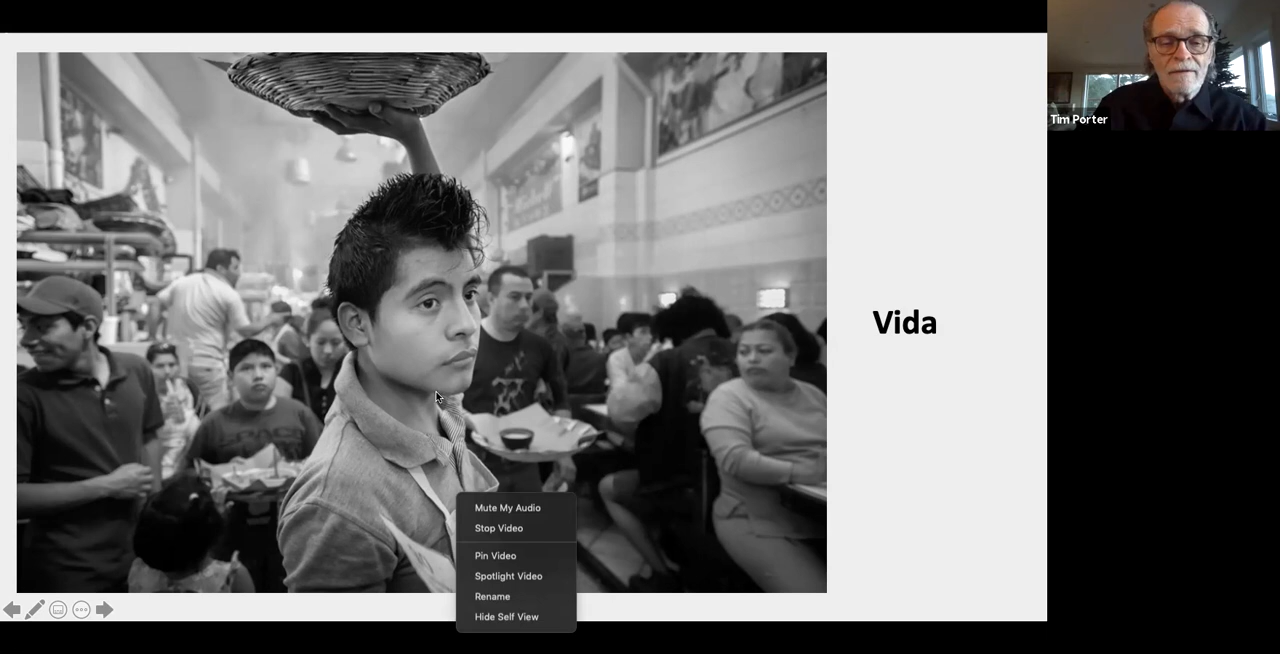 Tim Porter
Vida
Mute My Audio
Stop Video
Pin Video
Spotlight Video
Rename
Hide Self View